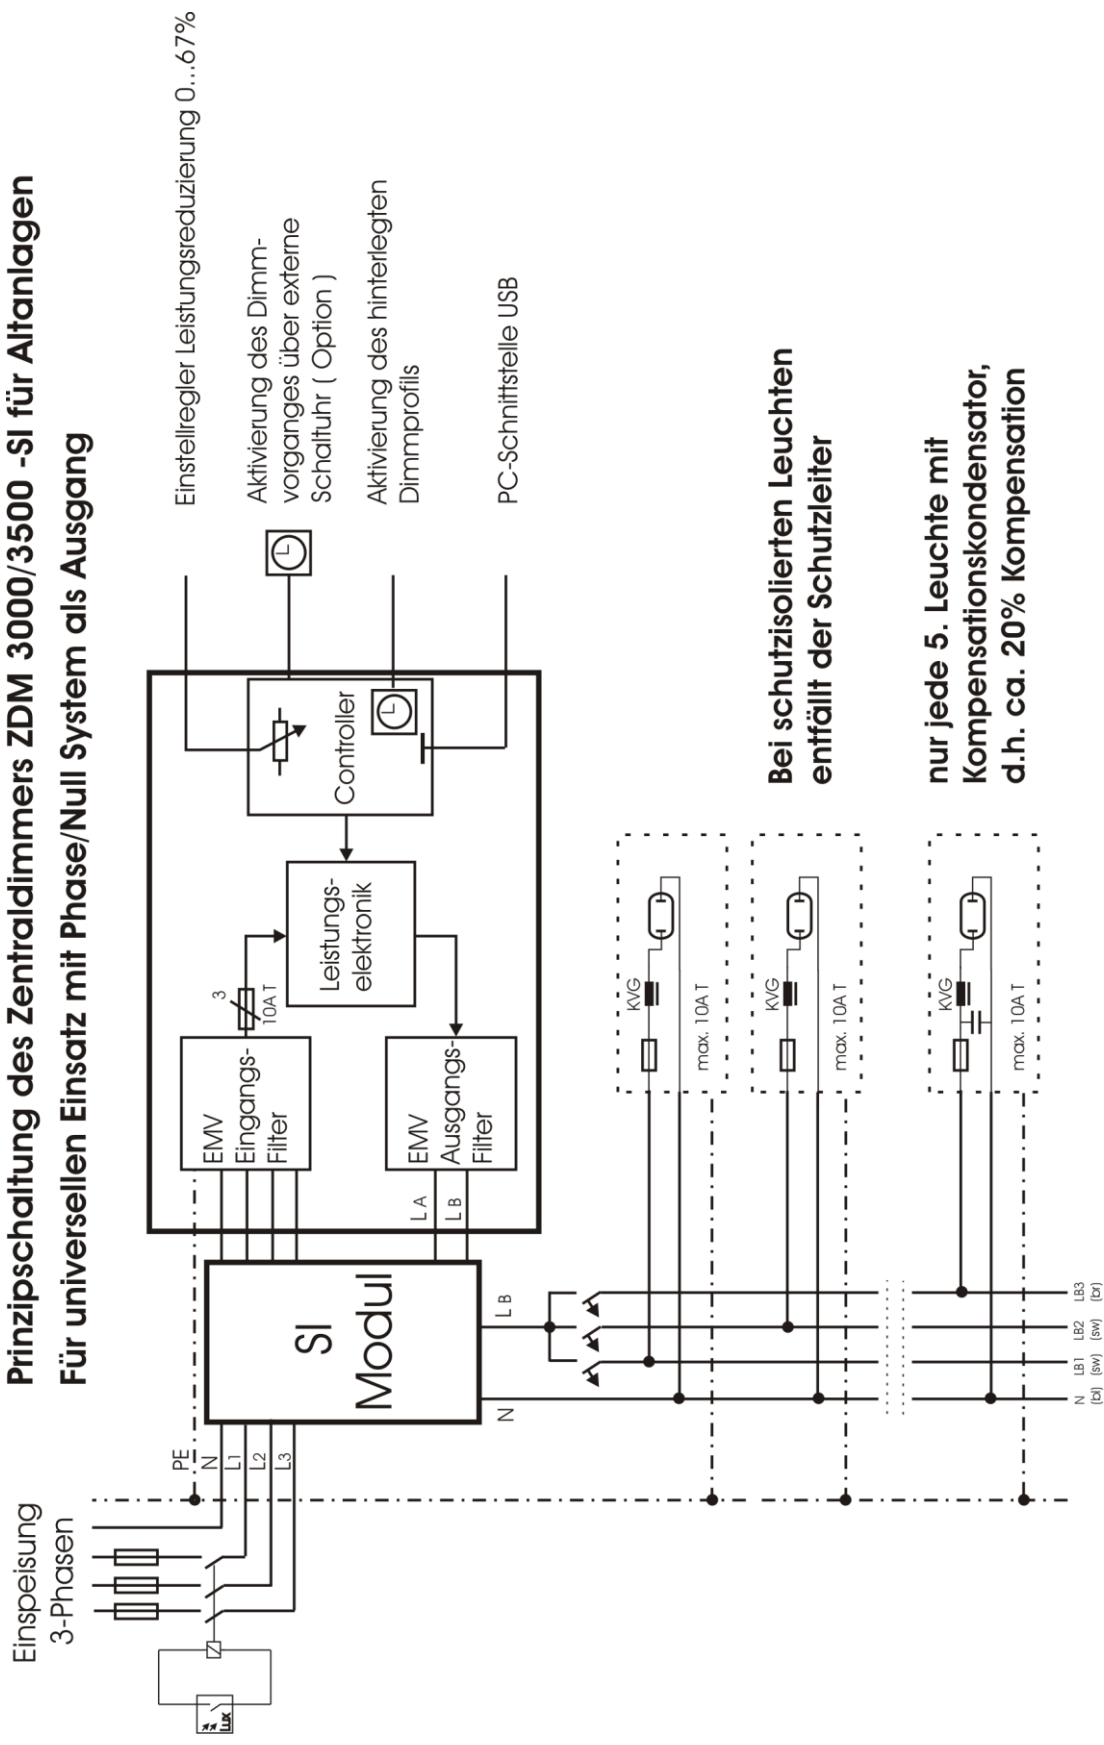 Prinzipschaltung des Zentraldimmers ZDM 3000/3500 -SI für Altanlagen
Für universellen Einsatz mit Phase/Null System als Ausgang
Einspeisung
3-Phasen
Lux
PE
N
L1
L2
L3
SI
Modul
EMV
Eingangs-
Filter
3
10A T
Leistungs-
elektronik
Controller
EMV
Ausgangs-
Filter
L A
L B
Einstellregler Leistungsreduzierung 0...67%
Aktivierung des Dimm-
vorganges über externe
Schaltuhr ( Option )
Aktivierung des hinterlegten
Dimmprofils
PC-Schnittstelle USB
N
L B
KVG
max. 10A T
KVG
max. 10A T
KVG
max. 10A T
Bei schutzisolierten Leuchten
entfällt der Schutzleiter
nur jede 5. Leuchte mit
Kompensationskondensator,
d.h. ca. 20% Kompensation
N
(bl)
LB1
(sw)
LB2
(sw)
LB3
(br)